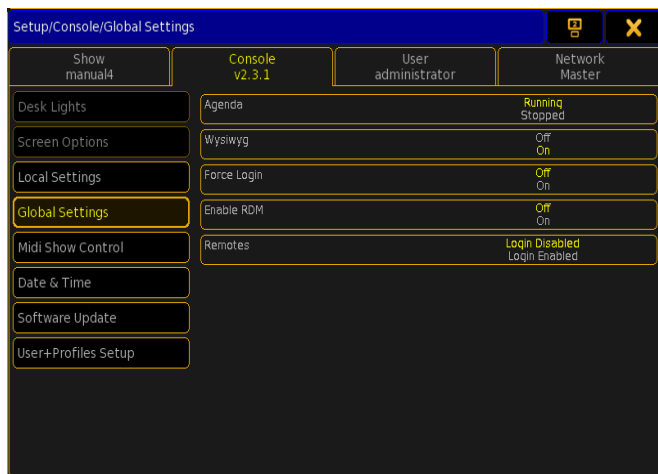 Setup/Console/Global Settings
Show
manual4
Console
v2.3.1
User
administrator
Network
Master
Desk Lights
Screen Options
Local Settings
Global Settings
Midi Show Control
Date & Time
Software Update
User+Profiles Setup
Agenda
Running
Stopped
Wysiwyg
Off
On
Force Login
Off
On
Enable RDM
Off
On
Remotes
Login Disabled
Login Enabled